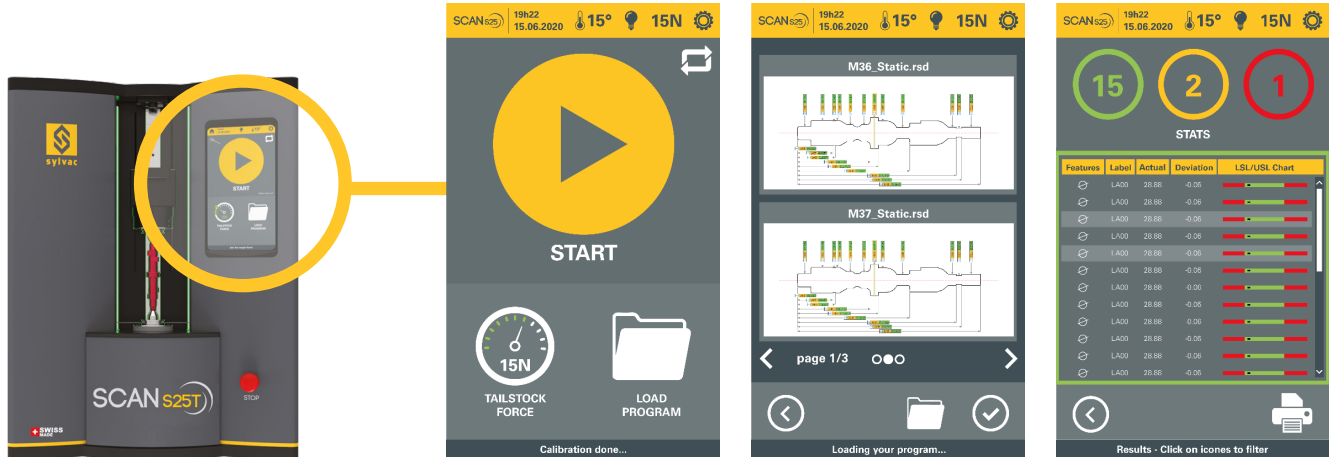 sylvac
START
TAILSTOCK
FORCE
LOAD
PROGRAM
SCAN S25T
STOP
SWISS
MADE
SCAN S25
19h22
15.06.2020
15°
15N
START
15N
TAILSTOCK
FORCE
LOAD
PROGRAM
Calibration done...
SCAN S25
19h22
15.06.2020
15°
15N
M36_Static.rsd
M37_Static.rsd
page 1/3
Loading your program...
SCAN S25
19h22
15.06.2020
15°
15N
15 2 1
STATS
Features Label Actual Deviation LSL/USL Chart
LA00 28.88 -0.06
LA00 28.88 -0.06
LA00 28.88 -0.06
LA00 28.88 -0.06
LA00 28.88 -0.06
LA00 28.88 -0.06
LA00 28.88 -0.06
LA00 28.88 -0.06
LA00 28.88 -0.06
LA00 28.88 -0.06
LA00 28.88 -0.06
LA00 28.88 -0.06
Results - Click on icones to filter